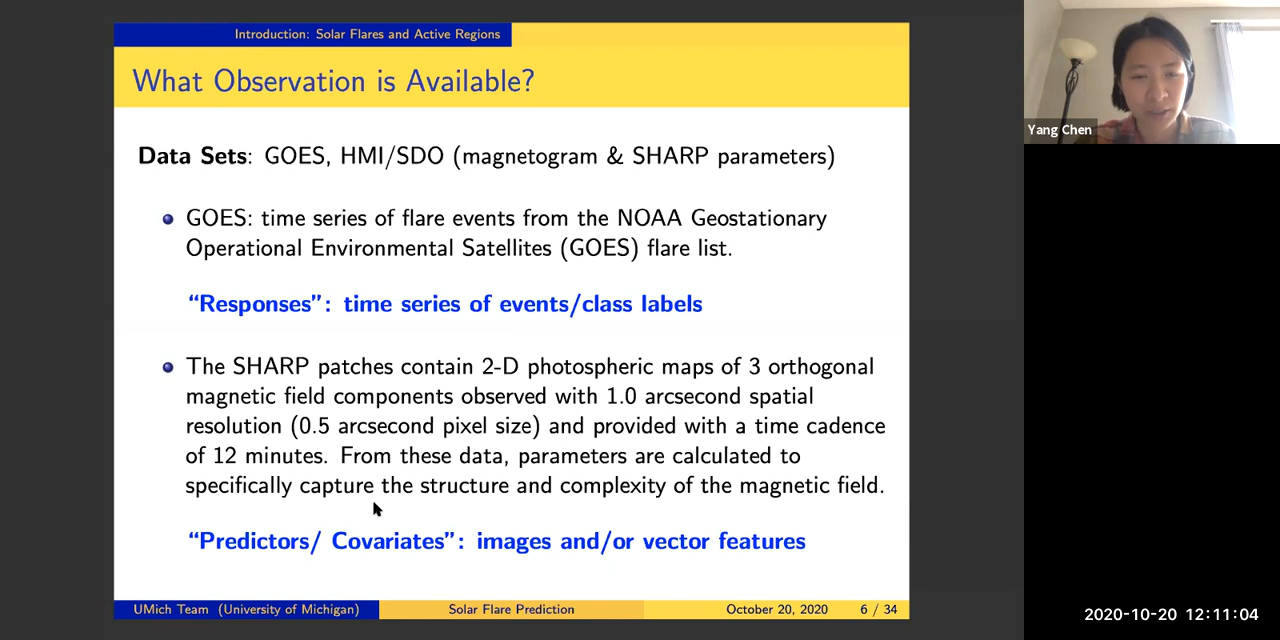 Introduction: Solar Flares and Active Regions
What Observation is Available?
Data Sets: GOES, HMI/SDO (magnetogram & SHARP parameters)
GOES: time series of flare events from the NOAA Geostationary
Operational Environmental Satellites (GOES) flare list.
“Responses”: time series of events/class labels
The SHARP patches contain 2-D photospheric maps of 3 orthogonal
magnetic field components observed with 1.0 arcsecond spatial
resolution (0.5 arcsecond pixel size) and provided with a time cadence
of 12 minutes. From these data, parameters are calculated to
specifically capture the structure and complexity of the magnetic field.
“Predictors/ Covariates”: images and/or vector features
UMich Team (University of Michigan)
Solar Flare Prediction
October 20, 2020
6 / 34
Yang Chen
2020-10-20 12:11:04